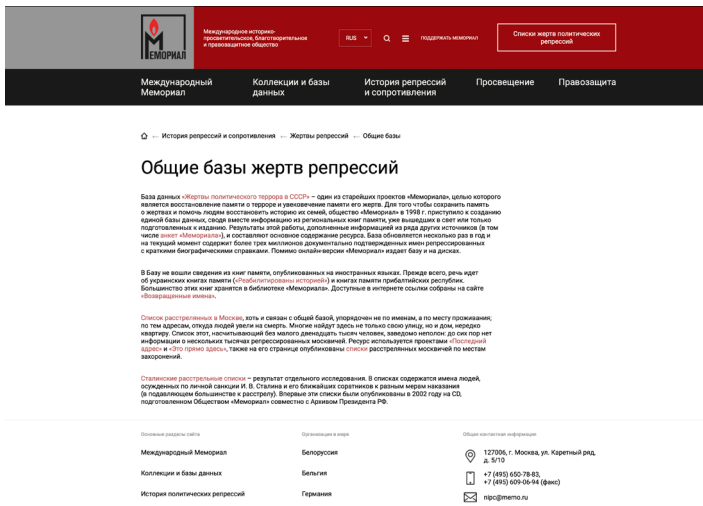 МЕМОРИАЛ
Международное историко-
просветительское, благотворительное
и правозащитное общество
RUS
ПОДДЕРЖАТЬ МЕМОРИАЛ
Списки жертв политических
репрессий
Международный
Мемориал
Коллекции и базы
данных
История репрессий
и сопротивления
Просвещение
Правозащита
История репрессий и сопротивления ← Жертвы репрессий ← Общие базы
Общие базы жертв репрессий
База данных «Жертвы политического террора в СССР» – один из старейших проектов «Мемориала», целью которого
является восстановление памяти о терроре и увековечение памяти его жертв. Для того чтобы сохранить память
о жертвах и помочь людям восстановить историю их семей, общество «Мемориал» в 1998 г. приступило к созданию
единой базы данных, сводя вместе информацию из региональных книг памяти, уже вышедших в свет или только
подготовленных к изданию. Результаты этой работы, дополненные информацией из ряда других источников (в том
числе анкет «Мемориала»), и составляют основное содержание ресурса. База обновляется несколько раз в год и
на текущий момент содержит более трех миллионов документально подтвержденных имен репрессированных
с краткими биографическими справками. Помимо онлайн-версии «Мемориал» издает базу и на дисках.
В Базу не вошли сведения из книг памяти, опубликованных на иностранных языках. Прежде всего, речь идет
об украинских книгах памяти («Реабилитированы историей») и книгах памяти прибалтийских республик.
Большинство этих книг хранятся в библиотеке «Мемориала». Доступные в интернете ссылки собраны на сайте
«Возвращенные имена».
Список расстрелянных в Москве, хоть и связан с общей базой, упорядочен не по именам, а по месту проживания;
по тем адресам, откуда людей увели на смерть. Многие найдут здесь не только свою улицу, но и дом, нередко
квартиру. Список этот, насчитывающий без малого двенадцать тысяч человек, заведомо неполон: до сих пор нет
информации о нескольких тысячах репрессированных москвичей. Ресурс используется проектами «Последний
адрес» и «Это прямо здесь», также на его странице опубликованы списки расстрелянных москвичей по местам
захоронений.
Сталинские расстрельные списки – результат отдельного исследования. В списках содержатся имена людей,
осужденных по личной санкции И. В. Сталина и его ближайших соратников к разным мерам наказания
(в подавляющем большинстве к расстрелу). Впервые эти списки были опубликованы в 2002 году на CD,
подготовленном Обществом «Мемориал» совместно с Архивом Президента РФ.
Основные разделы сайта
Международный Мемориал
Коллекции и базы данных
История политических репрессий
Организации в мире
Белоруссия
Бельгия
Германия
Общая контактная информация
127006, г. Москва, ул. Каретный ряд,
д. 5/10
+7 (495) 650-78-83,
+7 (495) 609-06-94 (факс)
nipc@memo.ru